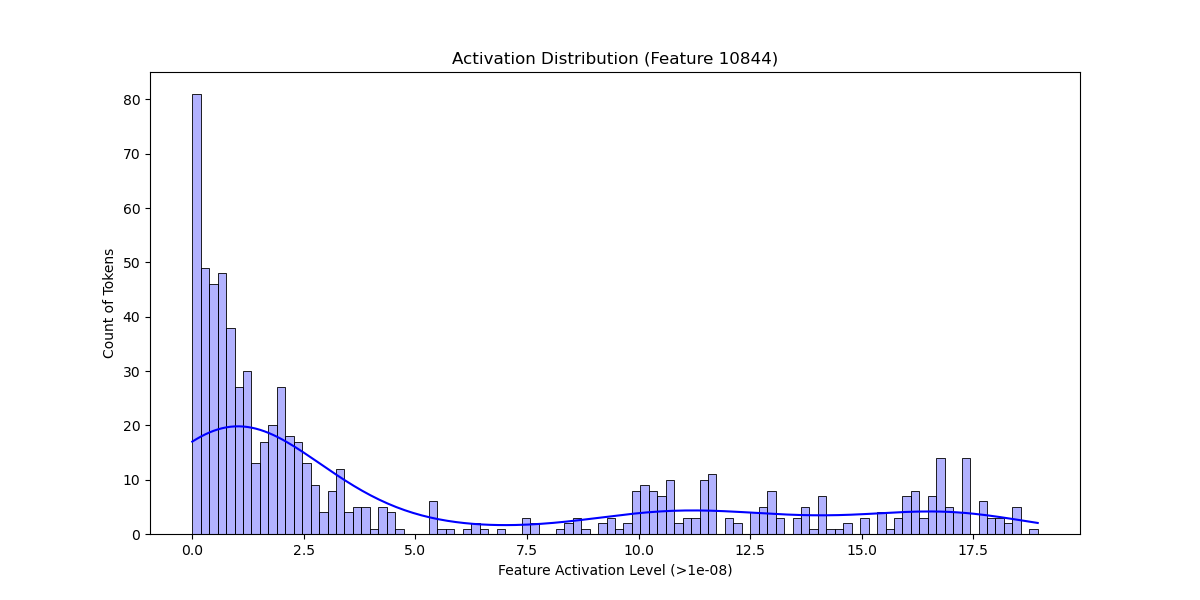 Activation Distribution (Feature 10844)
80
70
60
50
40
30
20
10
0
Count of Tokens
0.0 2.5 5.0 7.5 10.0 12.5 15.0 17.5
Feature Activation Level (>1e-08)